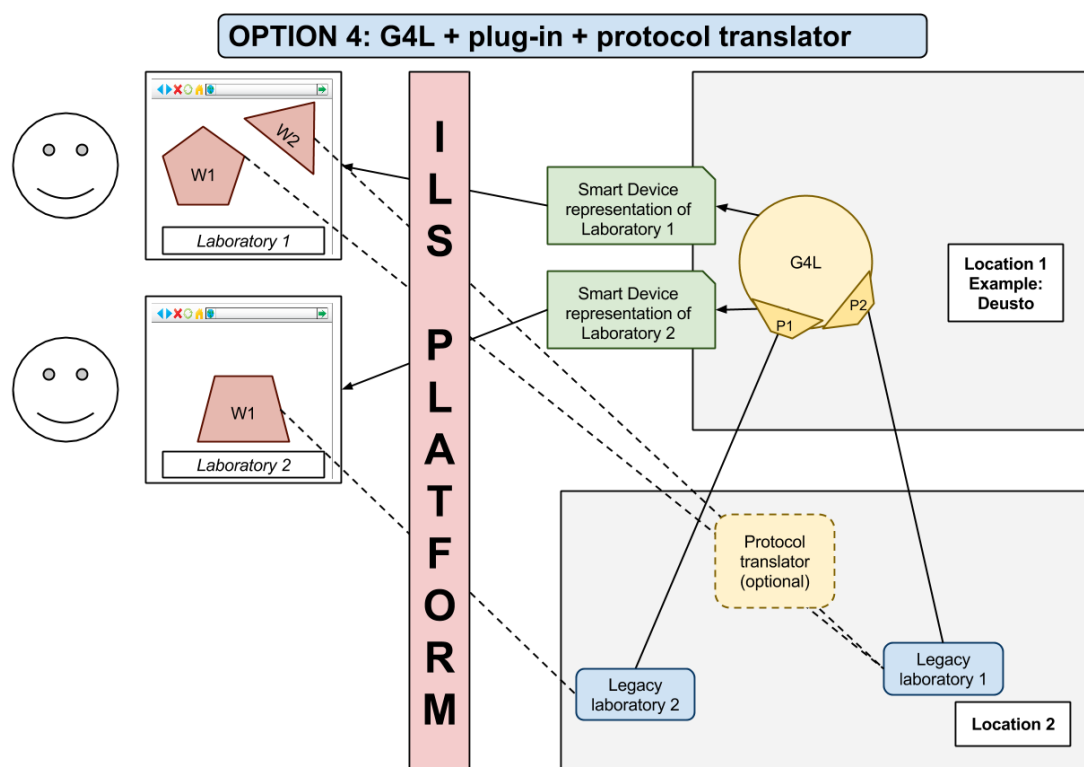 OPTION 4: G4L + plug-in + protocol translator
W1
W2
Laboratory 1
W1
Laboratory 2
ILS PLATFORM
Smart Device
representation of
Laboratory 1
Smart Device
representation of
Laboratory 2
G4L
P1
P2
Location 1
Example:
Deusto
Protocol
translator
(optional)
Legacy
laboratory 2
Legacy
laboratory 1
Location 2